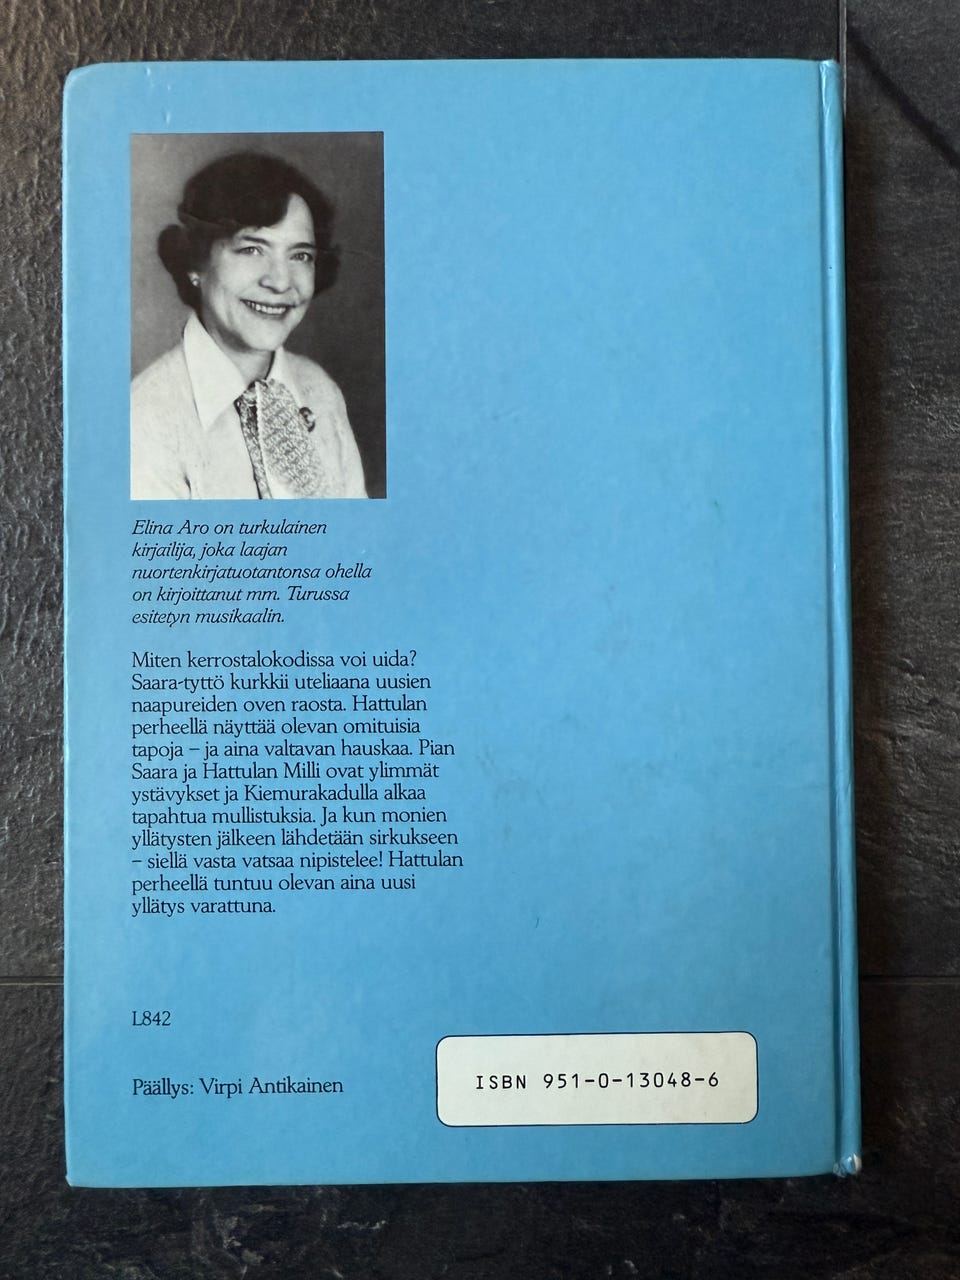 Elina Aro on turkulainen
kirjailija, joka laajan
nuortenkirjatuotantonsa ohella
on kirjoittanut mm. Turussa
esitetyn musikaalin.
Miten kerrostalokodissa voi uida?
Saara-tyttö kurkkii uteliaana uusien
naapureiden oven raosta. Hattulan
perheellä näyttää olevan omituisia
tapoja – ja aina valtavan hauskaa. Pian
Saara ja Hattulan Milli ovat ylimmät
ystävykset ja Kiemurakadulla alkaa
tapahtua mullistuksia. Ja kun monien
yllätysten jälkeen lähdetään sirkukseen
– siellä vasta vatsaa nipistelee! Hattulan
perheellä tuntuu olevan aina uusi
yllätys varattuna.
L842
Päällys: Virpi Antikainen
ISBN 951-0-13048-6